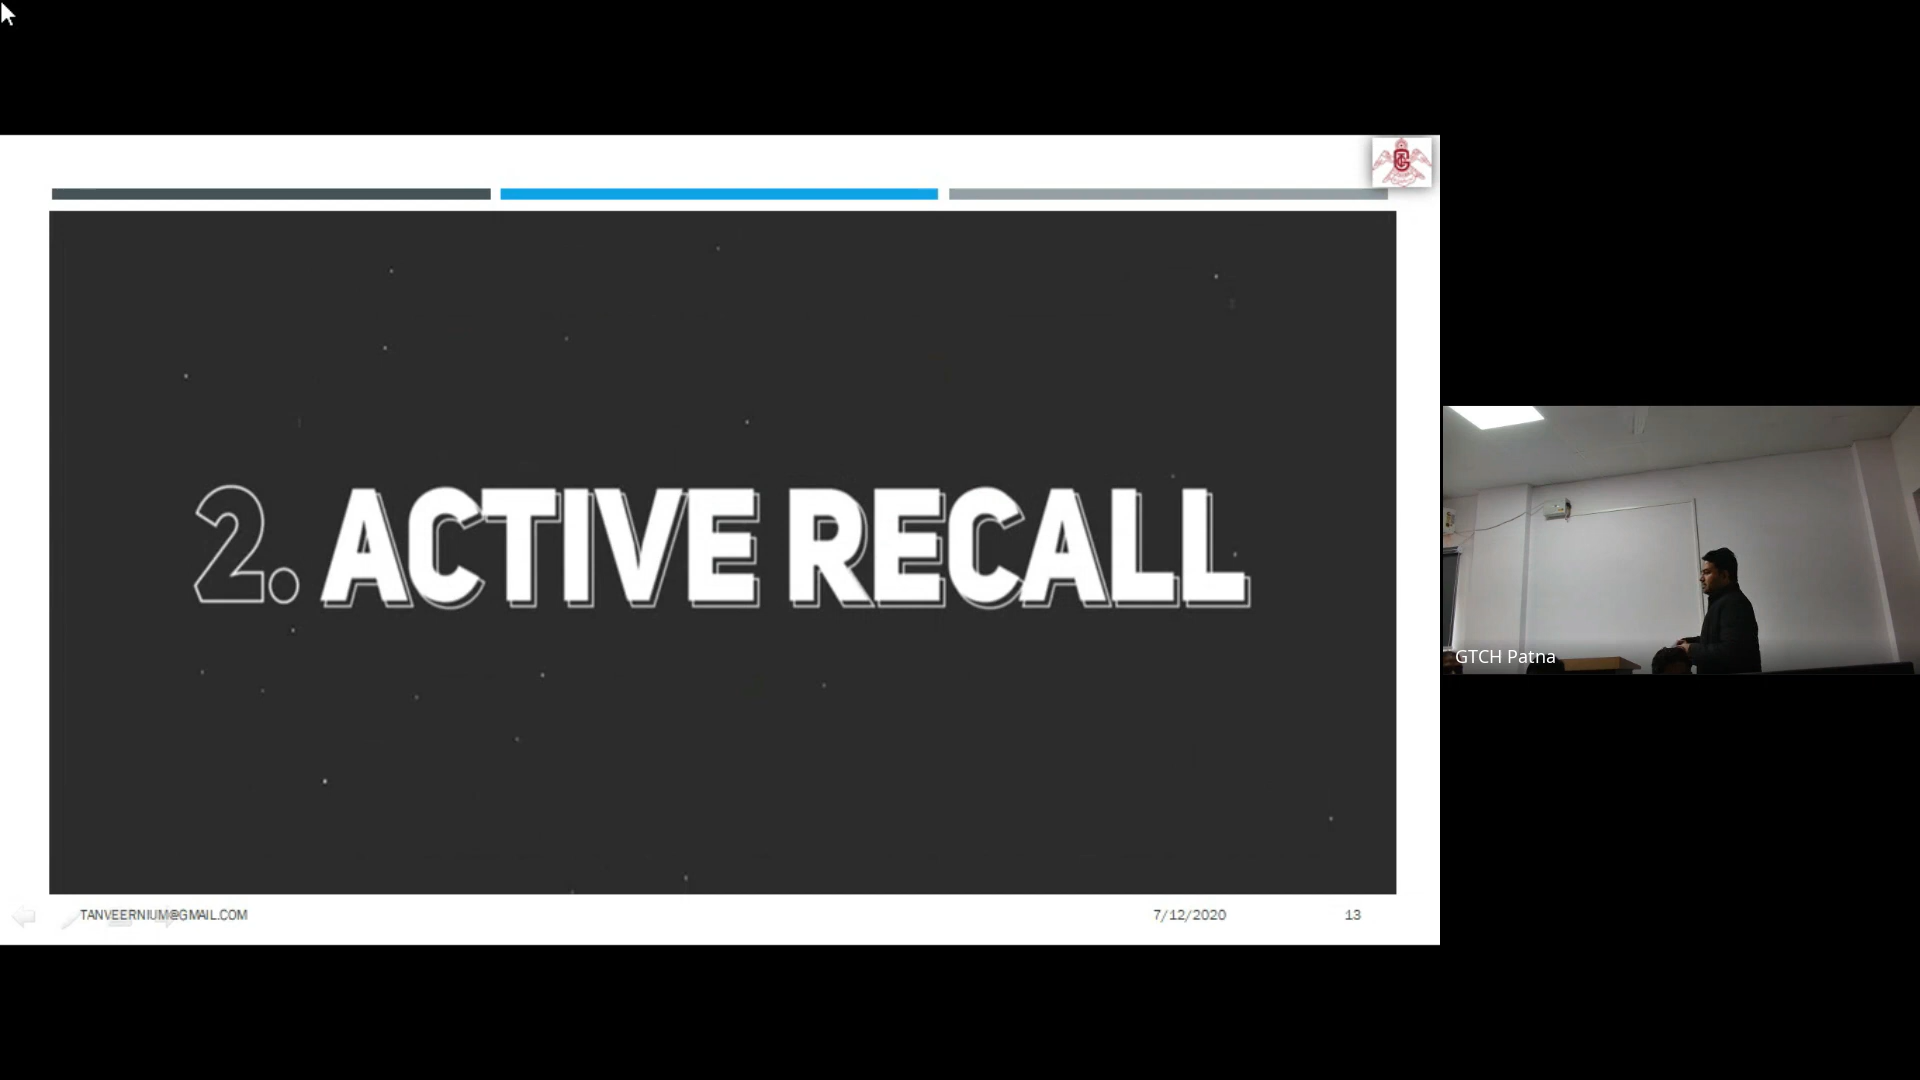 2. ACTIVE RECALL
TANVEERNIUM@GMAIL.COM
7/12/2020
13
GTCH Patna